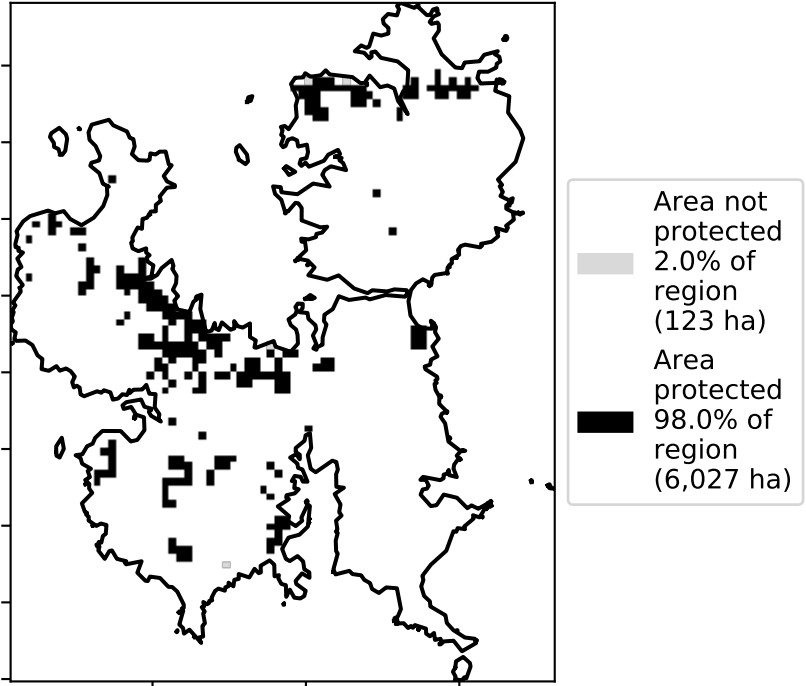 Area not
protected
2.0% of
region
(123 ha)
Area
protected
98.0% of
region
(6,027 ha)